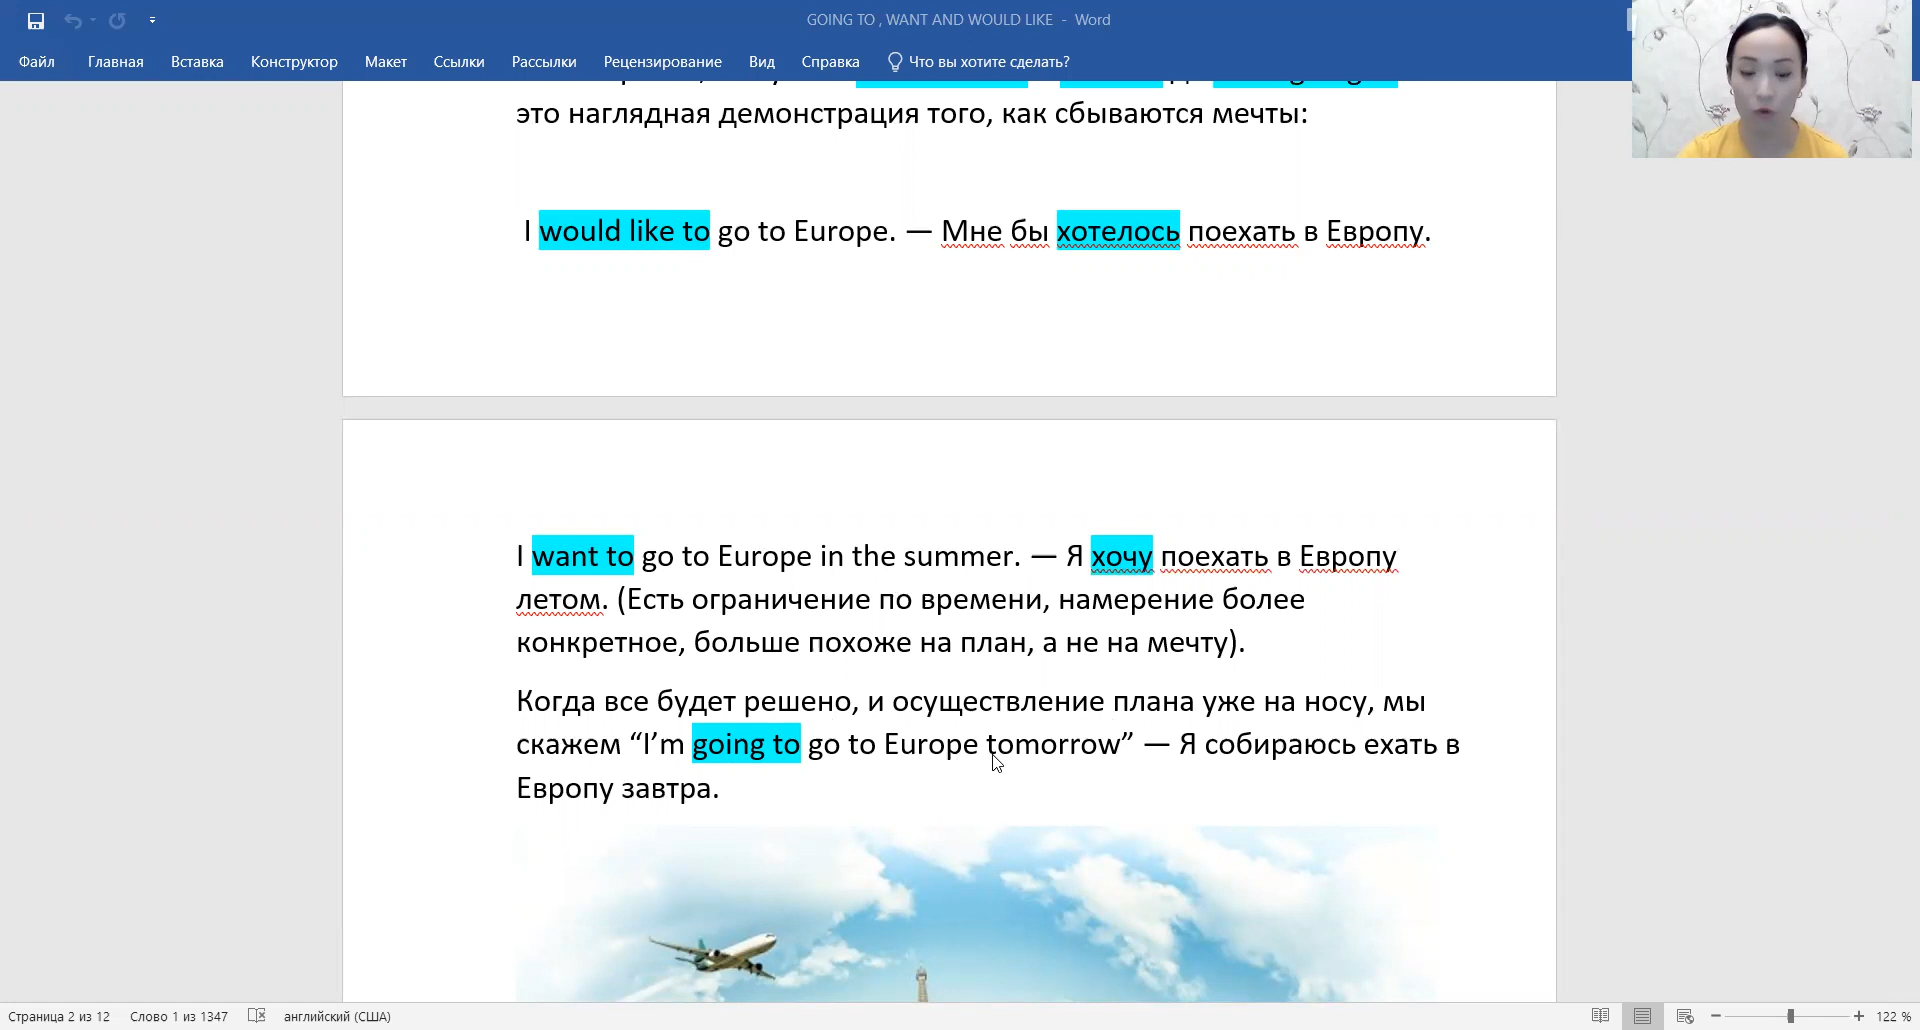 GOING TO , WANT AND WOULD LIKE - Word
Файл Главная Вставка Конструктор Макет Ссылки Рассылки Рецензирование Вид Справка Что вы хотите сделать?
это наглядная демонстрация того, как сбываются мечты:
I would like to go to Europe. — Мне бы хотелось поехать в Европу.
I want to go to Europe in the summer. — Я хочу поехать в Европу
летом. (Есть ограничение по времени, намерение более
конкретное, больше похоже на план, а не на мечту).
Когда все будет решено, и осуществление плана уже на носу, мы
скажем “I’m going to go to Europe tomorrow” — Я собираюсь ехать в
Европу завтра.
Страница 2 из 12 Слово 1 из 1347 английский (США) 122 %